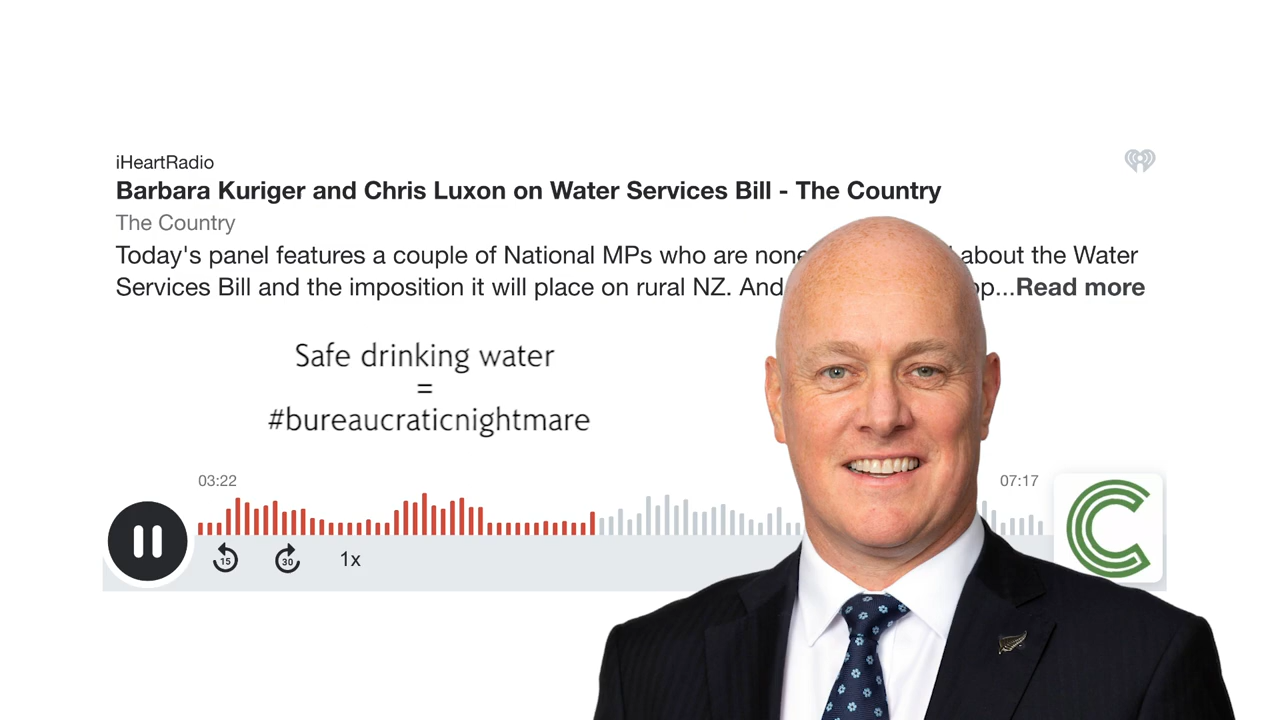 iHeartRadio
Barbara Kuriger and Chris Luxon on Water Services Bill - The Country
The Country
Today's panel features a couple of National MPs who are none about the Water
Services Bill and the imposition it will place on rural NZ. And ...Read more
Safe drinking water
=
#bureaucraticnightmare
03:22
07:17
15
30
1x